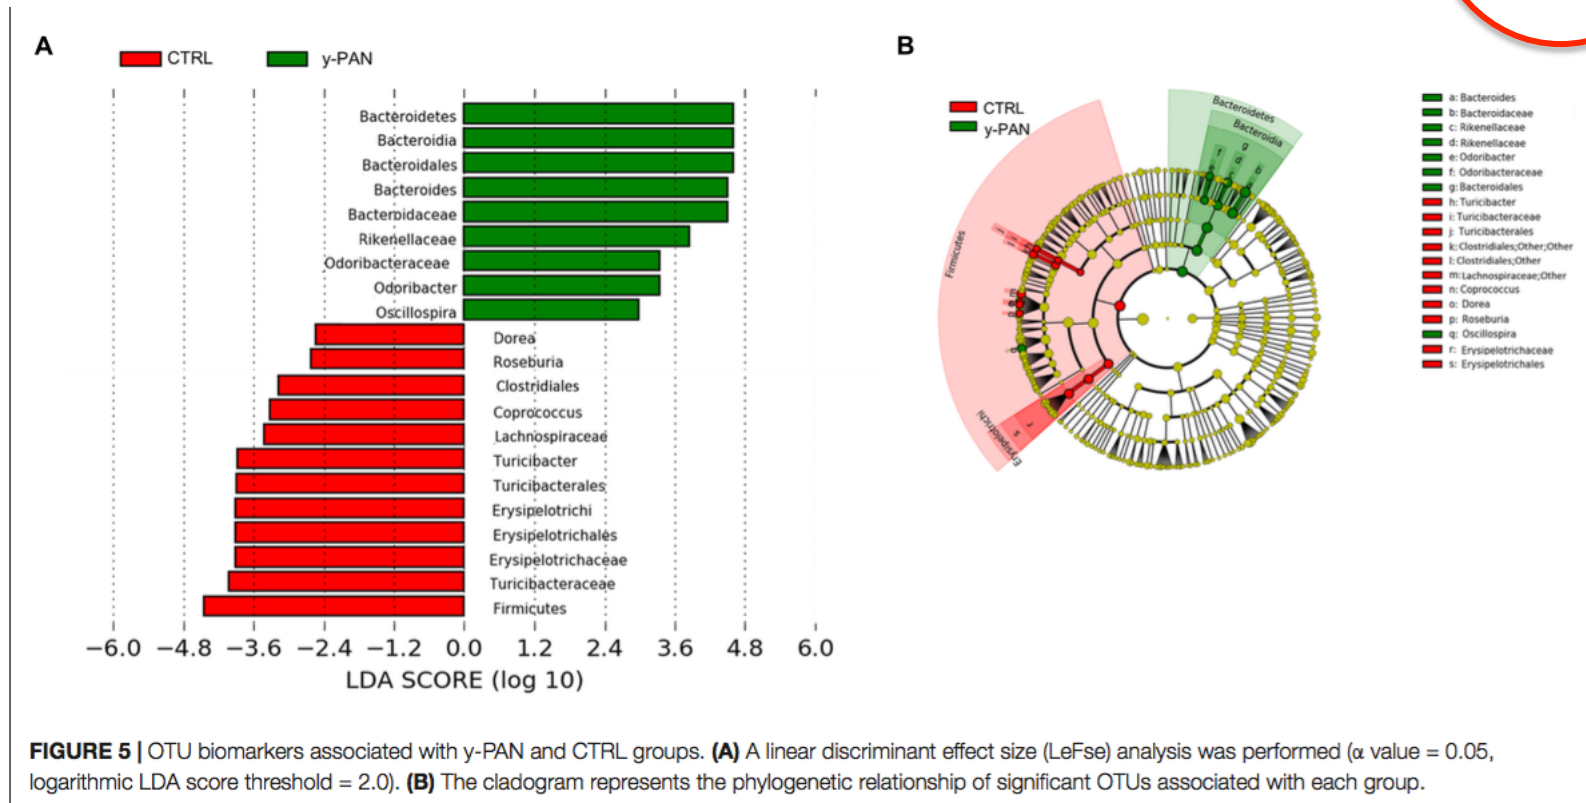 A
CTRL
y-PAN
Bacteroidetes
Bacteroidia
Bacteroidales
Bacteroides
Bacteroidaceae
Rikenellaceae
Odoribacteraceae
Odoribacter
Oscillospira
Dorea
Roseburia
Clostridiales
Coprococcus
Lachnospiraceae
Turicibacter
Turicibacterales
Erysipelotrichi
Erysipelotrichales
Erysipelotrichaceae
Turicibacteraceae
Firmicutes
−6.0 −4.8 −3.6 −2.4 −1.2 0.0 1.2 2.4 3.6 4.8 6.0
LDA SCORE (log 10)
B
CTRL
y-PAN
Bacteroidetes
Bacteroidia
g
f
d
b
Firmicutes
Erysipelotrichi
r
s
a: Bacteroides
b: Bacteroidaceae
c: Rikenellaceae
d: Rikenellaceae
e: Odoribacter
f: Odoribacteraceae
g: Bacteroidales
h: Turicibacter
i: Turicibacteraceae
j: Turicibacterales
k: Clostridiales;Other;Other
l: Clostridiales;Other
m: Lachnospiraceae;Other
n: Coprococcus
o: Dorea
p: Roseburia
q: Oscillospira
r: Erysipelotrichaceae
s: Erysipelotrichales
FIGURE 5 | OTU biomarkers associated with y-PAN and CTRL groups. (A) A linear discriminant effect size (LeFse) analysis was performed (α value = 0.05,
logarithmic LDA score threshold = 2.0). (B) The cladogram represents the phylogenetic relationship of significant OTUs associated with each group.